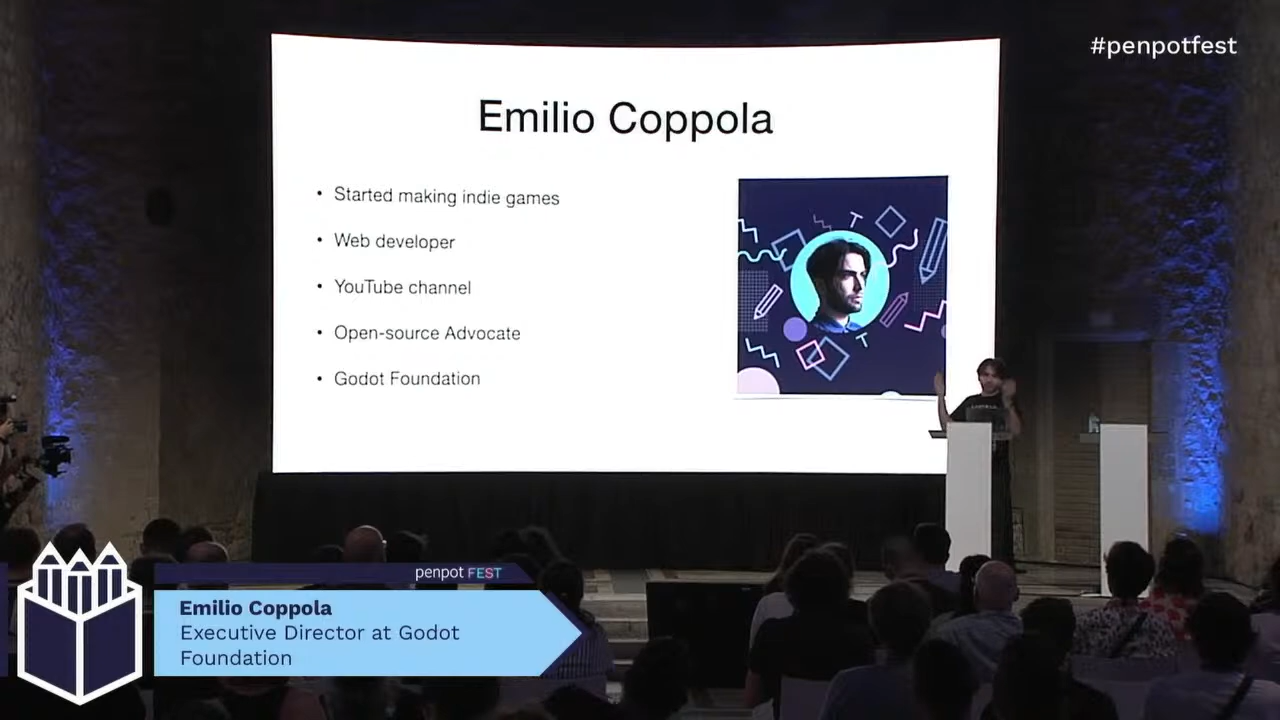 #penpotfest
Emilio Coppola
• Started making indie games
• Web developer
• YouTube channel
• Open-source Advocate
• Godot Foundation
penpot FEST
Emilio Coppola
Executive Director at Godot
Foundation